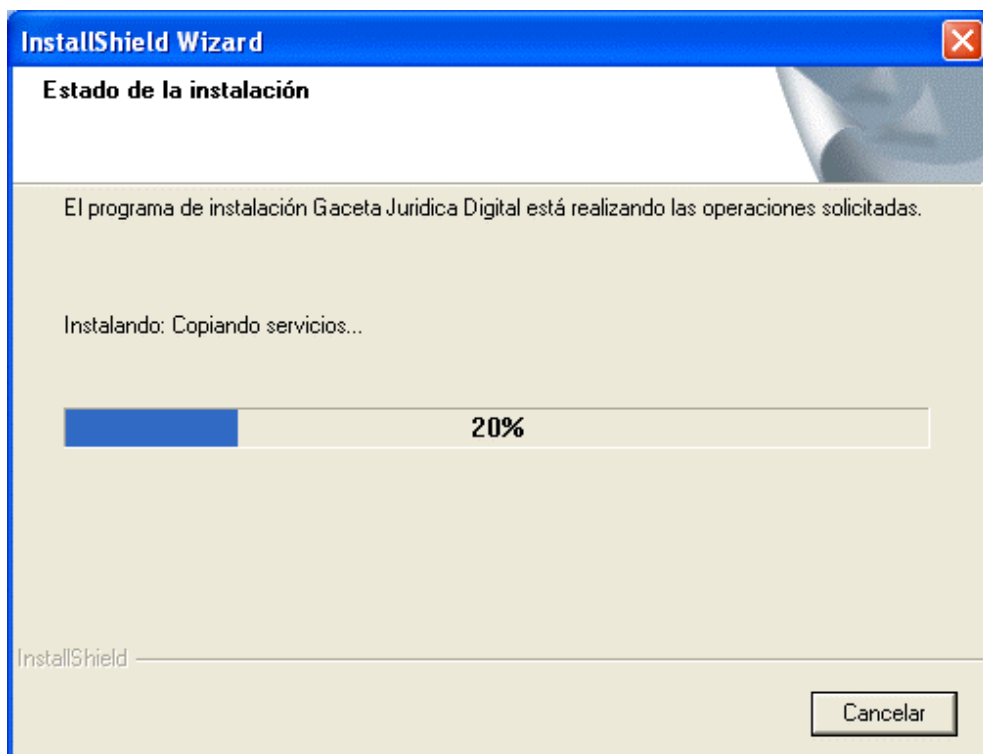 InstallShield Wizard
Estado de la instalación
El programa de instalación Gaceta Juridica Digital está realizando las operaciones solicitadas.
Instalando: Copiando servicios...
20%
InstallShield
Cancelar